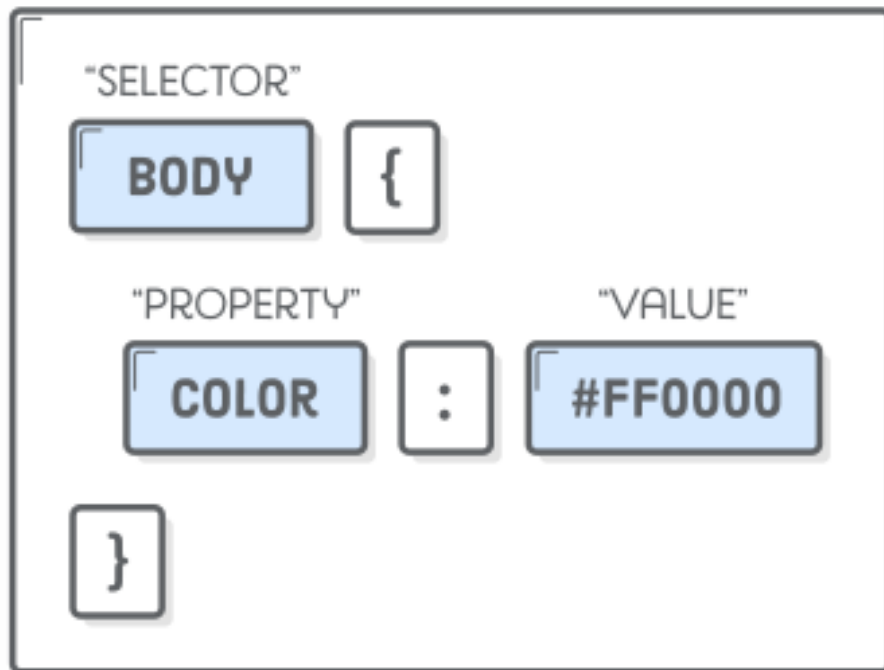 “SELECTOR”
BODY {
“PROPERTY” “VALUE”
COLOR : #FF0000
}